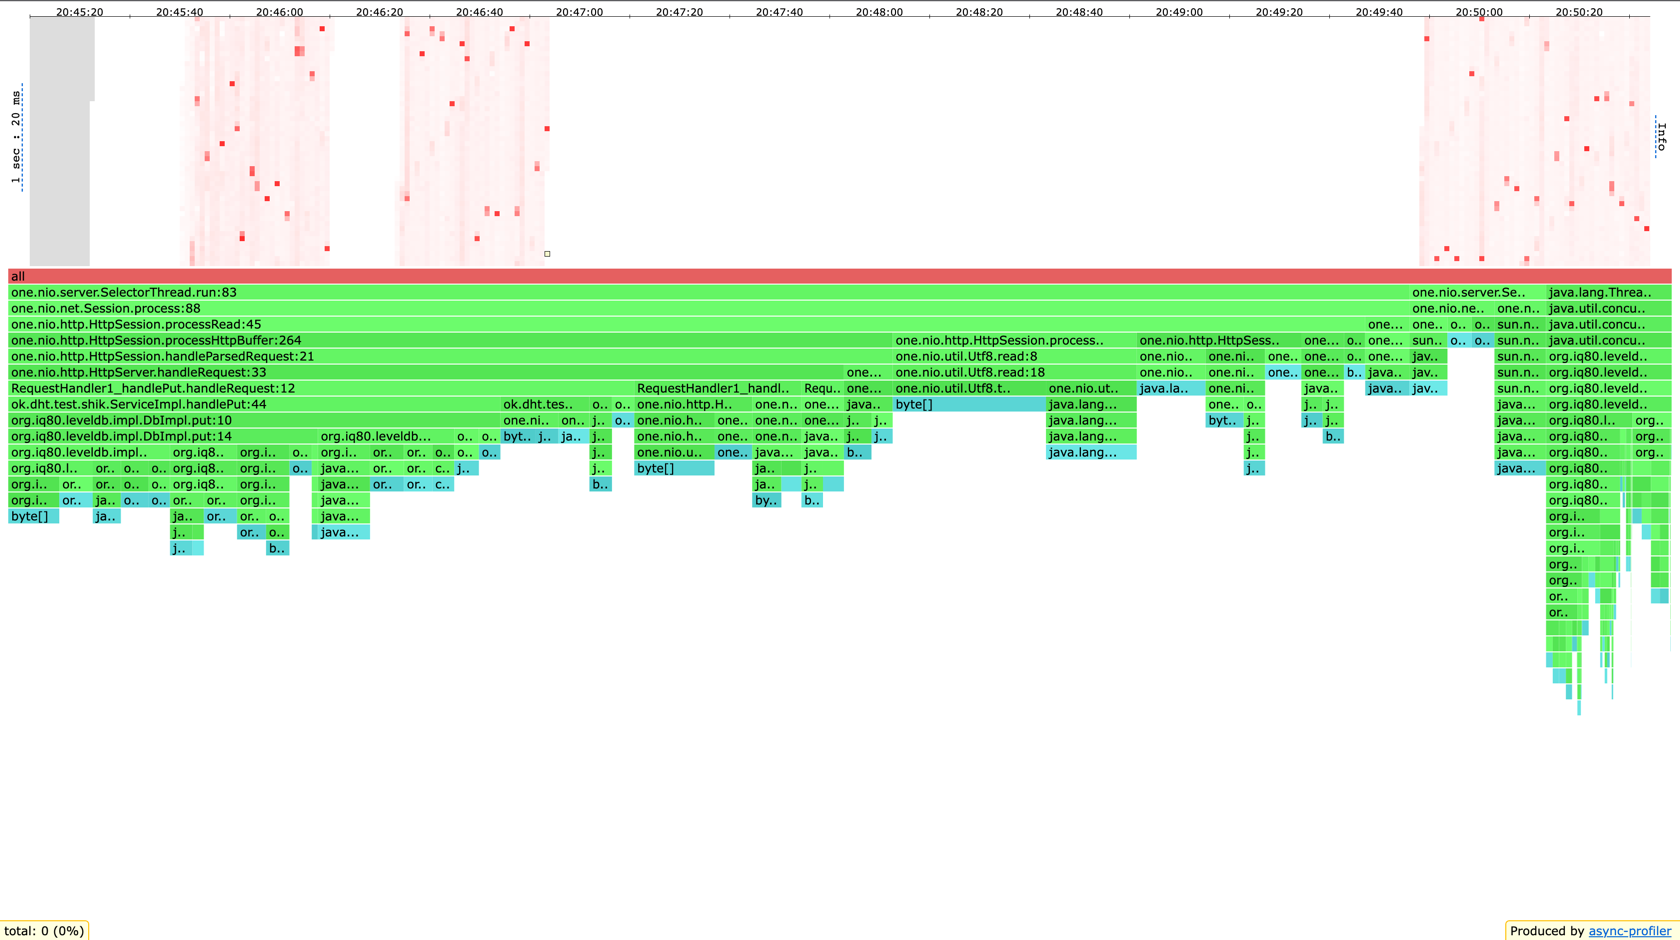 20:45:20 20:45:40 20:46:00 20:46:20 20:46:40 20:47:00 20:47:20 20:47:40 20:48:00 20:48:20 20:48:40 20:49:00 20:49:20 20:49:40 20:50:00 20:50:20
1 sec : 20 ms
Info
all
one.nio.server.SelectorThread.run:83 one.nio.server.Se.. java.lang.Threa..
one.nio.net.Session.process:88 one.nio.ne.. one.n.. java.util.concu..
one.nio.http.HttpSession.processRead:45 one... one.. o.. o.. sun.n.. java.util.concu..
one.nio.http.HttpSession.processHttpBuffer:264 one.nio.http.HttpSession.process.. one.nio.http.HttpSess.. one... o.. one... sun.. o.. o.. sun.n.. java.util.concu..
one.nio.http.HttpSession.handleParsedRequest:21 one.nio.util.Utf8.read:8 one.nio.. one.ni.. one.. one... o.. one... jav.. sun.n.. org.iq80.leveld..
one.nio.http.HttpServer.handleRequest:33 one... one.nio.util.Utf8.read:18 one.nio.. one.ni.. one.. one... b.. java.. jav.. sun.n.. org.iq80.leveld..
RequestHandler1_handlePut.handleRequest:12 RequestHandler1_handl.. Requ.. one... one.nio.util.Utf8.t.. one.nio.ut.. java.la.. one.ni.. java.. java.. jav.. sun.n.. org.iq80.leveld..
ok.dht.test.shik.ServiceImpl.handlePut:44 ok.dht.tes.. o.. o.. one.nio.http.H.. one.n.. one... java.. byte[] java.lang... one.. o.. j.. j.. java... org.iq80.leveld..
org.iq80.leveldb.impl.DbImpl.put:10 one.ni.. on.. j.. o.. one.nio.h.. one.. one.n.. one... j.. j.. java.lang... byt.. j.. j.. j.. java... org.iq80.l.. org..
org.iq80.leveldb.impl.DbImpl.put:14 org.iq80.leveldb... o.. o.. byt.. j.. ja.. j.. one.nio.h.. one.. one.n.. java.. j.. j.. java.lang... j.. b.. java... org.iq80.. org..
org.iq80.leveldb.impl.. org.iq8.. org.i.. o.. org.i.. or.. or.. o.. o.. o.. j.. one.nio.u.. one.. java... java.. b.. java.lang... j.. java... org.iq80.. org..
org.iq80.l.. or.. o.. o.. org.iq8.. org.i.. o.. java... or.. or.. c.. j.. j.. byte[] ja.. j.. j.. java... org.iq80..
org.i.. or.. ja.. o.. o.. org.iq8.. org.i.. java... or.. or.. c.. b.. ja.. j.. org.iq80..
org.i.. or.. ja.. o.. o.. or.. or.. org.i.. java... by.. b.. org.iq80..
byte[] ja.. ja.. or.. or.. o.. java... org.i..
j.. or.. o.. java... org.i..
j.. b.. org.i..
org..
org..
or..
or..
total: 0 (0%)
Produced by async-profiler